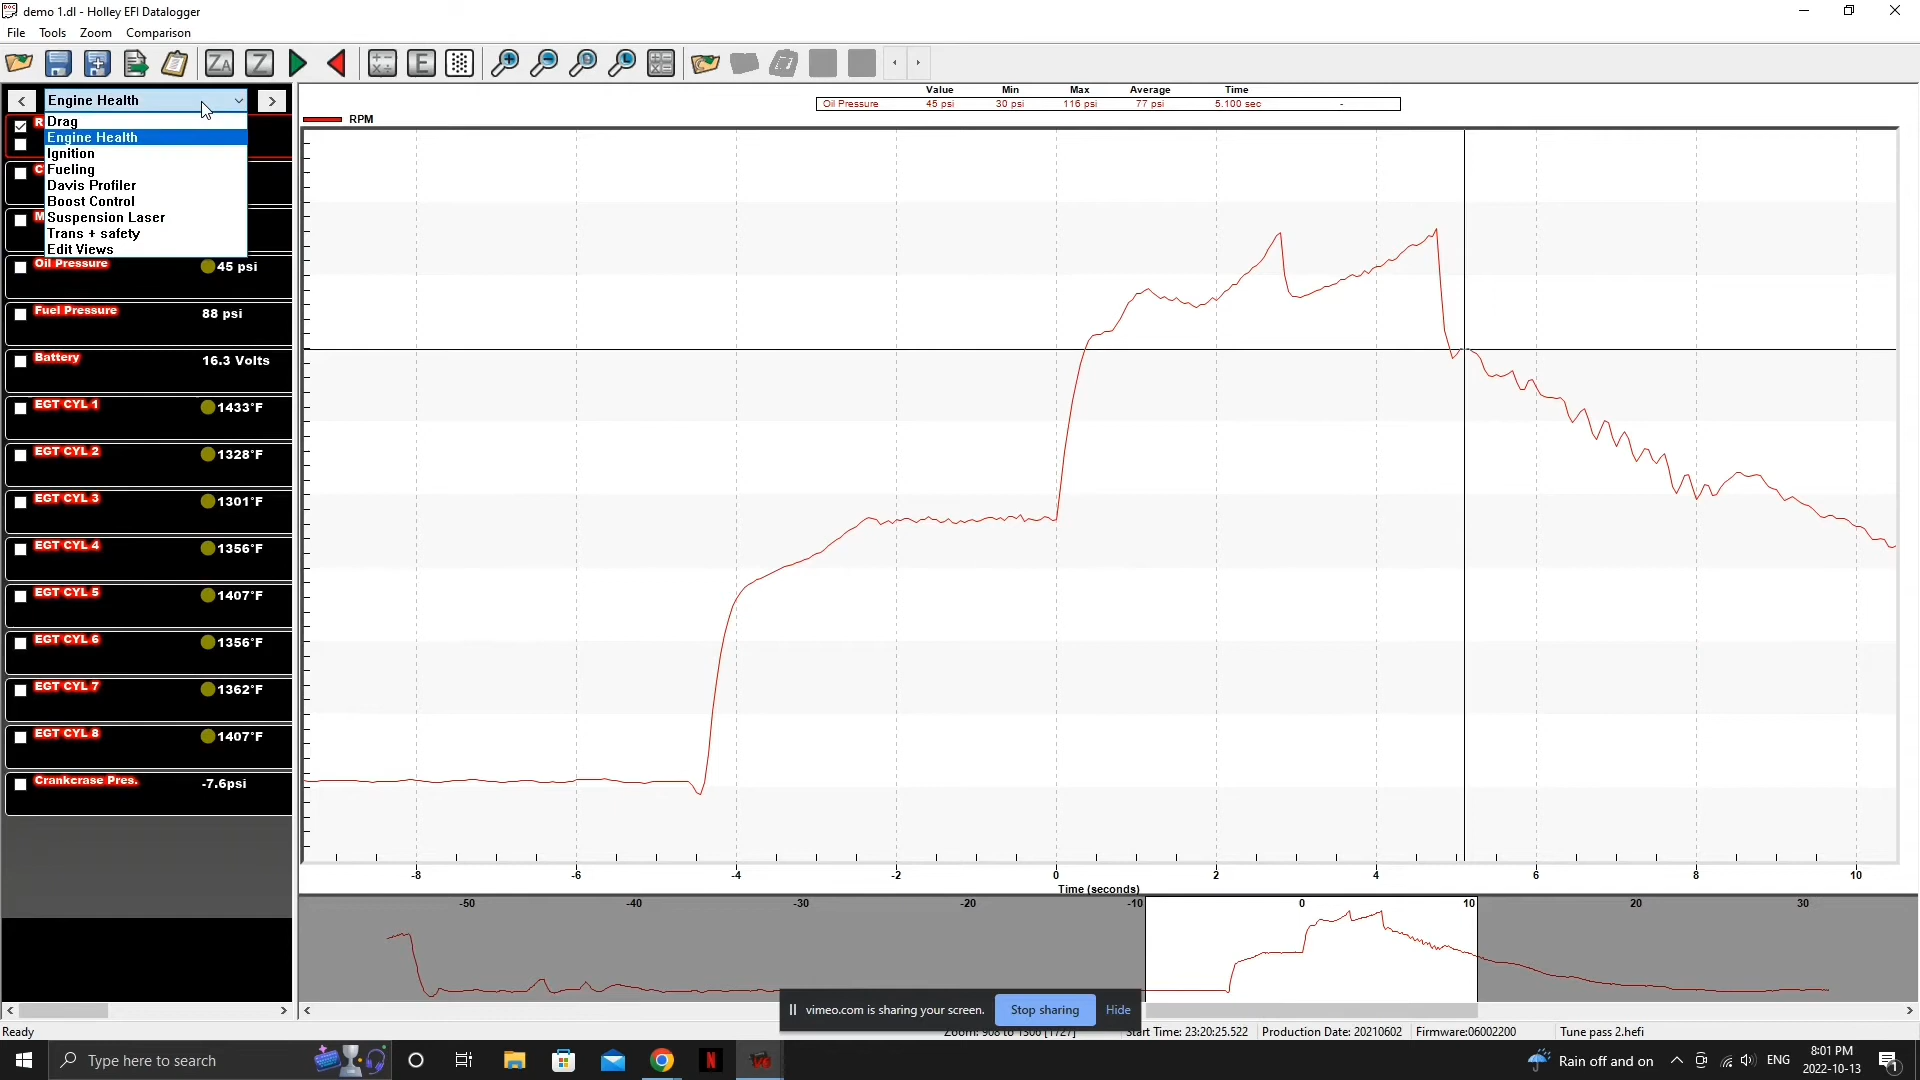 demo 1.dl - Holley EFI Datalogger
File Tools Zoom Comparison
Engine Health
Drag
Engine Health
Ignition
Fueling
Davis Profiler
Boost Control
Suspension Laser
Trans + safety
Edit Views
Value Min Max Average Time
Oil Pressure 45 psi 30 psi 116 psi 77 psi 5.100 sec -
RPM
R
C
M
Oil Pressure 45 psi
Fuel Pressure 88 psi
Battery 16.3 Volts
EGT CYL 1 1433°F
EGT CYL 2 1328°F
EGT CYL 3 1301°F
EGT CYL 4 1356°F
EGT CYL 5 1407°F
EGT CYL 6 1356°F
EGT CYL 7 1362°F
EGT CYL 8 1407°F
Crankcrase Pres. -7.6psi
-8 -6 -4 -2 0 2 4 6 8 10
Time (seconds)
-50 -40 -30 -20 -10 0 10 20 30
vimeo.com is sharing your screen. Stop sharing Hide
Ready Zoom: 908 to 1306 [1727] Start Time: 23:20:25.522 Production Date: 20210602 Firmware:06002200 Tune pass 2.hefi
Type here to search
Rain off and on ENG 8:01 PM
2022-10-13
1